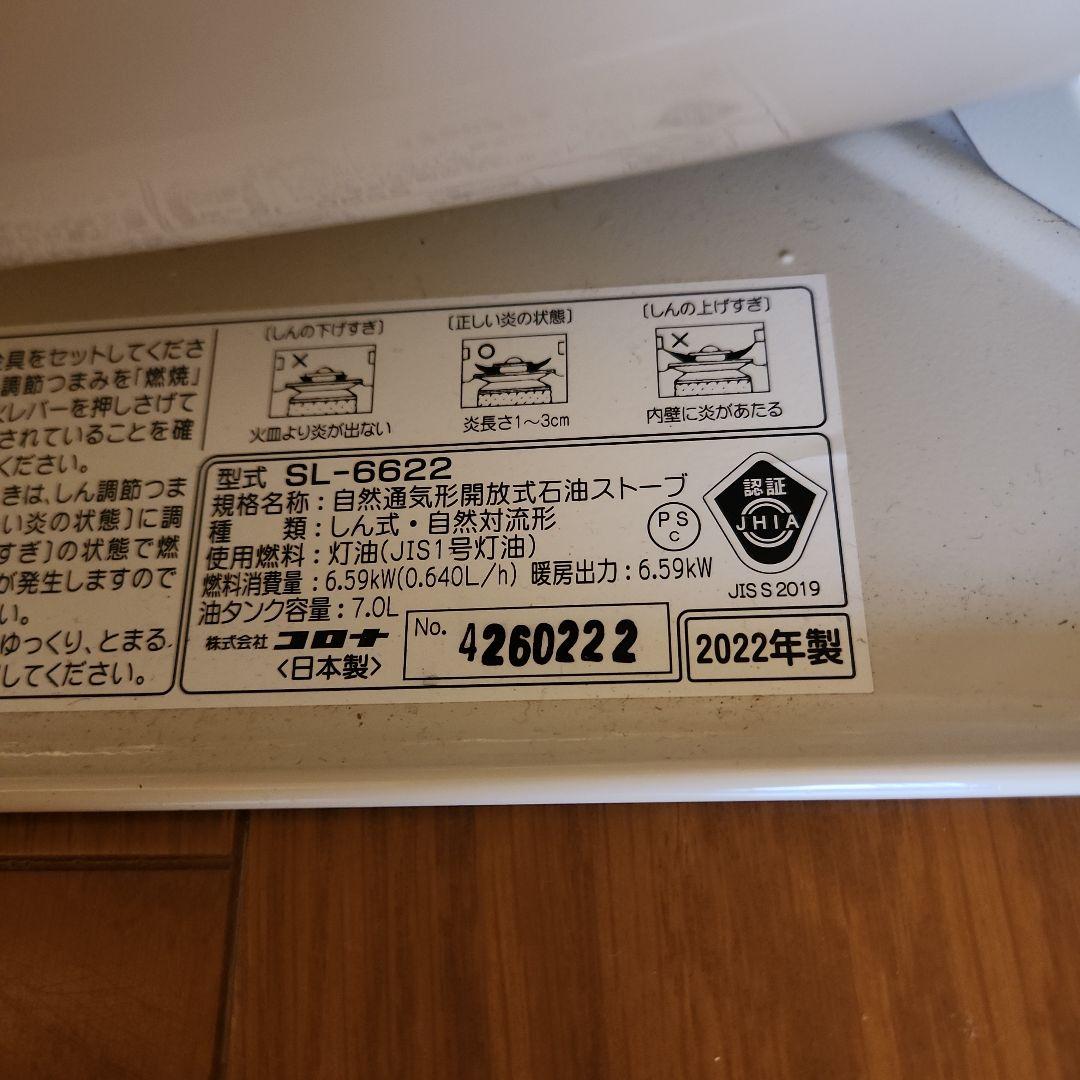 〔しんの下げすぎ〕
〔正しい炎の状態〕
〔しんの上げすぎ〕
火皿より炎が出ない
炎長さ1〜3cm
内壁に炎があたる
金具をセットしてくださ
調節つまみを「燃焼」
レバーを押しさげて
されていることを確
ください。
きは、しん調節つま
い炎の状態〕に調
すぎ〕の状態で燃
が発生しますので
い。
ゆっくり、とまる
してください。
型式 SL-6622
規格名称:自然通気形開放式石油ストーブ
種 類:しん式・自然対流形
使用燃料:灯油(JIS1号灯油)
燃料消費量:6.59kW(0.640L/h) 暖房出力:6.59kW
油タンク容量:7.0L
PSC
認証
JHIA
JIS S 2019
株式会社 コロナ
〈日本製〉
No. 4260222
2022年製